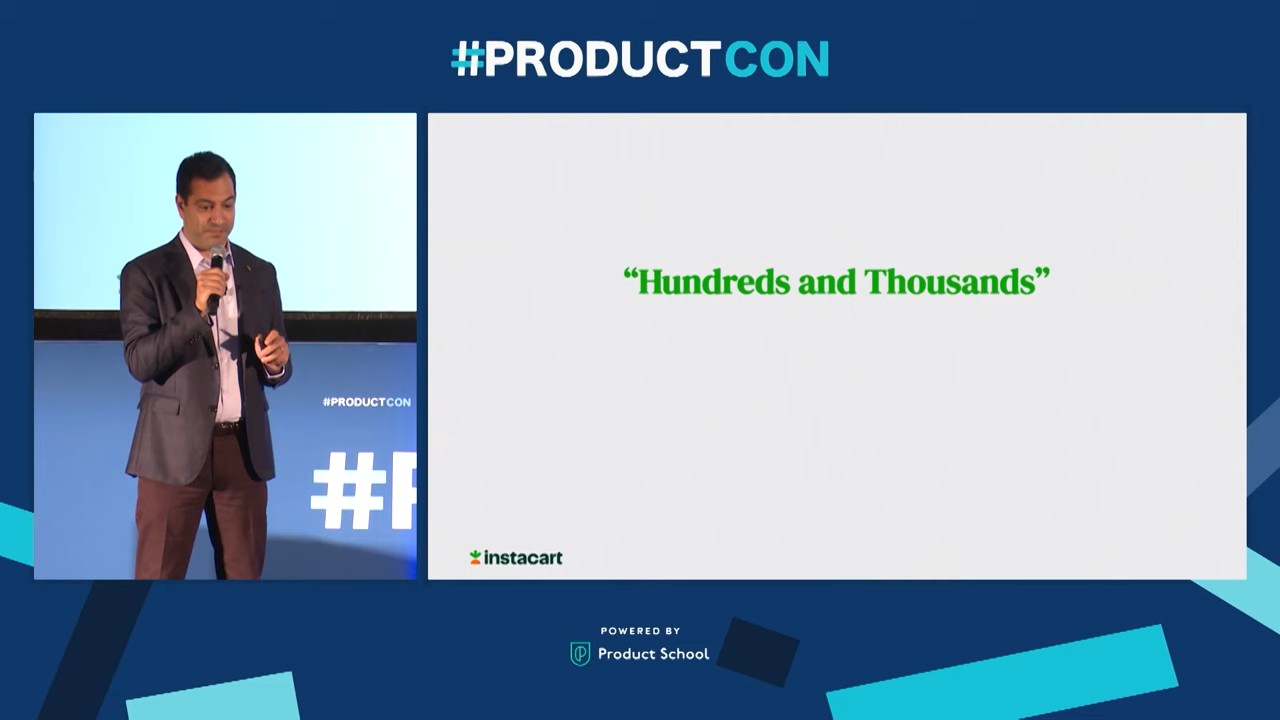 #PRODUCTCON
#PRODUCTCON
“Hundreds and Thousands”
instacart
POWERED BY
Product School